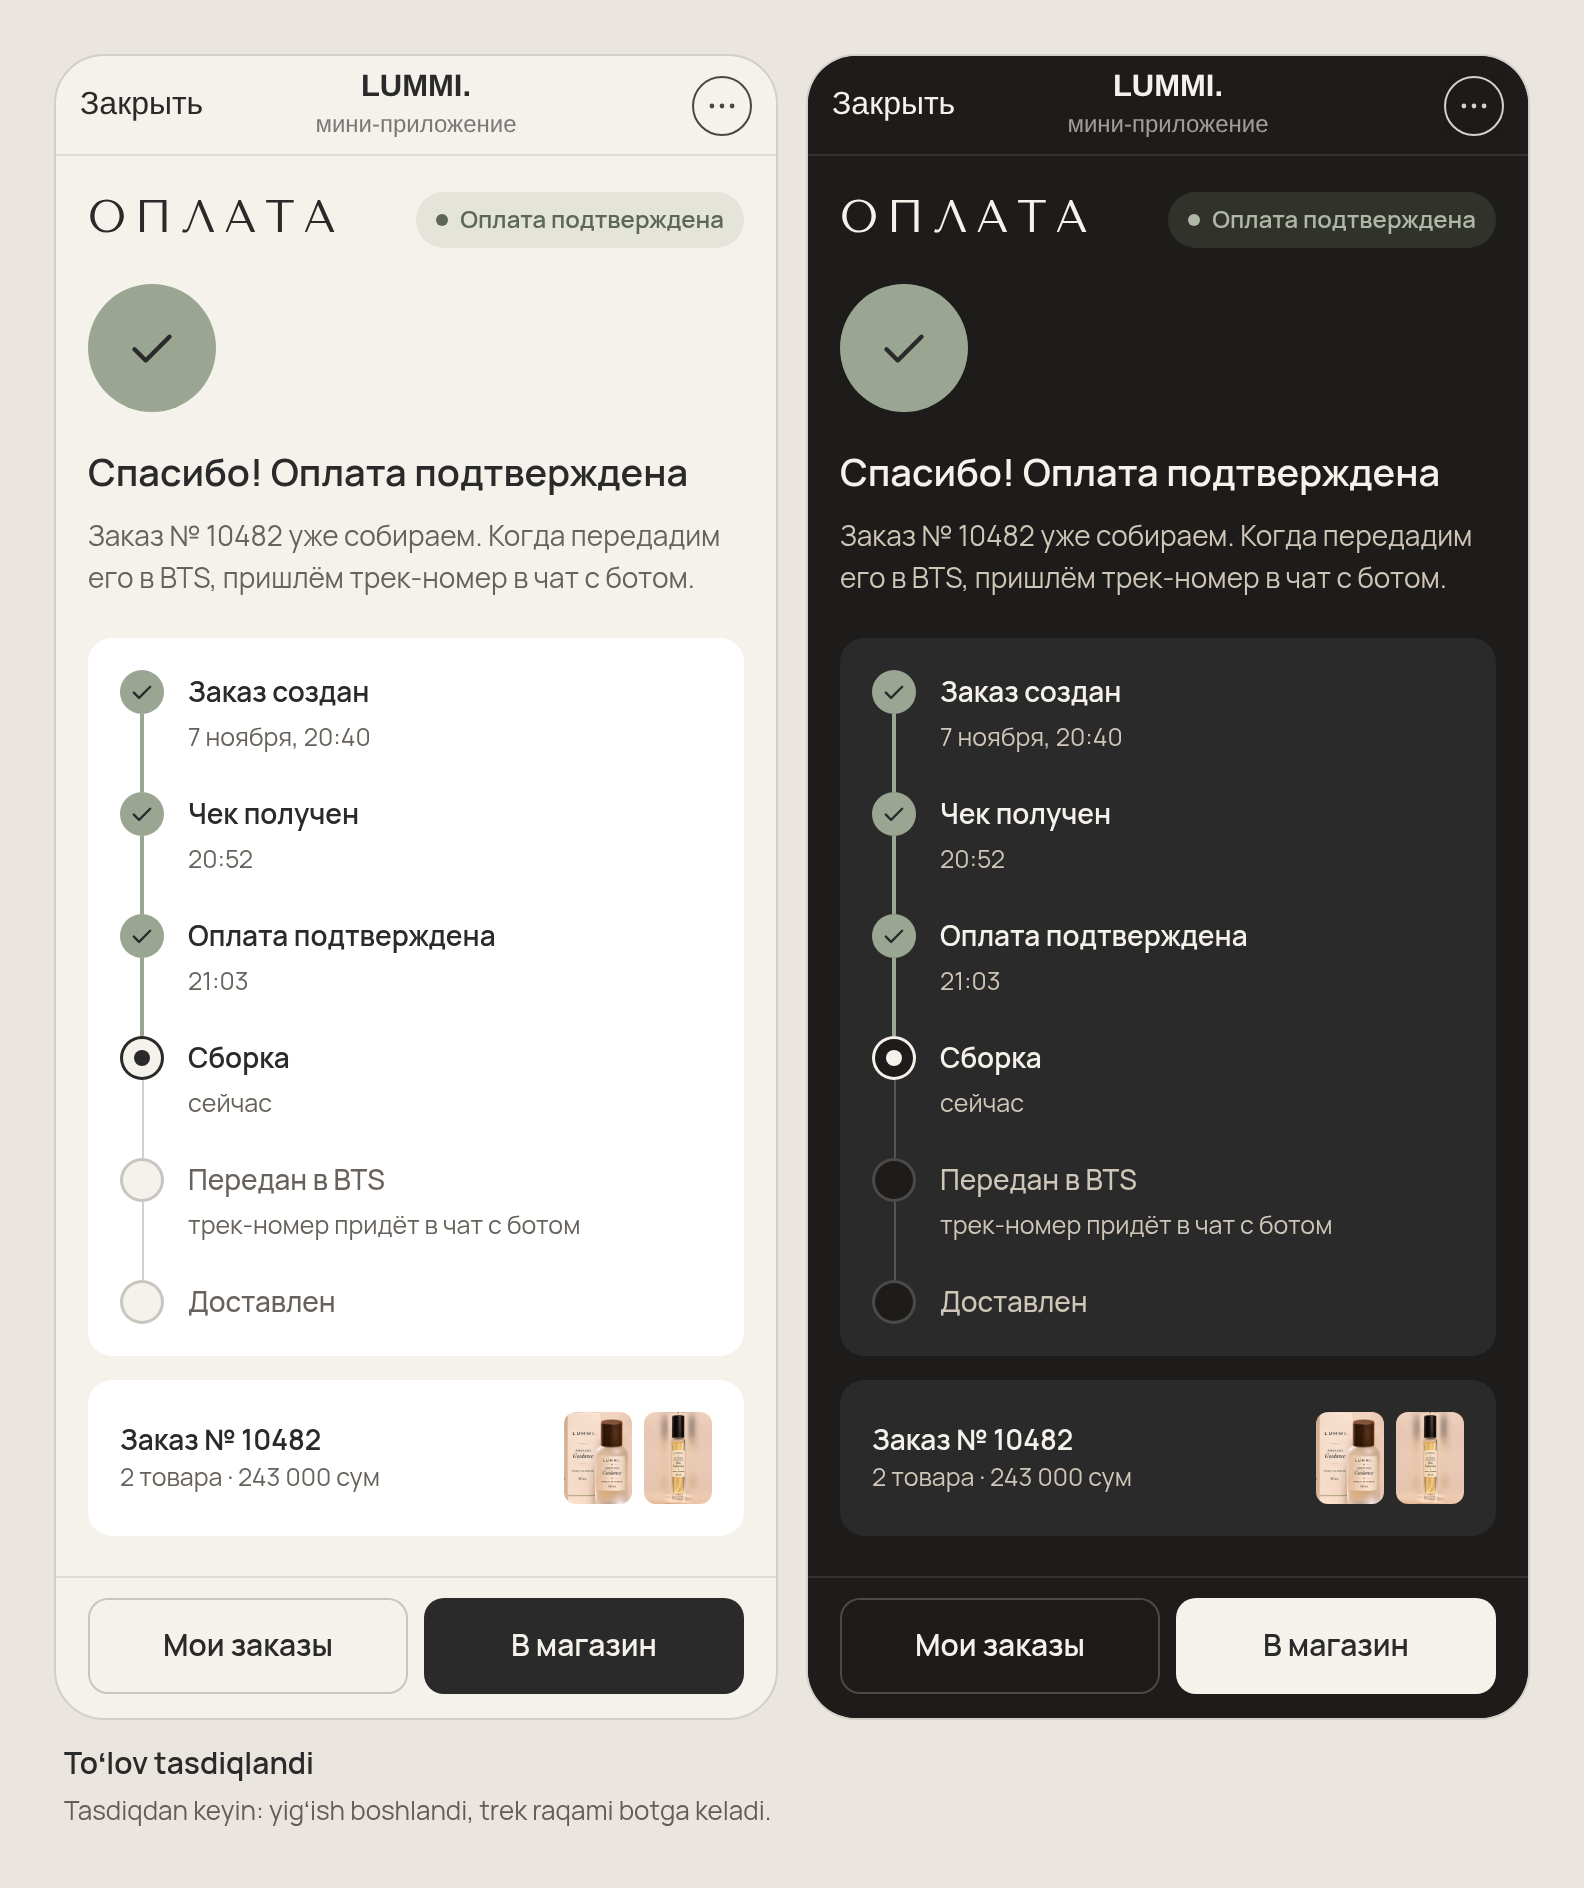 Закрыть
LUMMI.
мини-приложение
ОПЛАТА
Оплата подтверждена
Спасибо! Оплата подтверждена
Заказ № 10482 уже собираем. Когда передадим
его в BTS, пришлём трек-номер в чат с ботом.
Заказ создан
7 ноября, 20:40
Чек получен
20:52
Оплата подтверждена
21:03
Сборка
сейчас
Передан в BTS
трек-номер придёт в чат с ботом
Доставлен
Заказ № 10482
2 товара · 243 000 сум
LUMMI.
LUMMI.
Мои заказы
В магазин
Закрыть
LUMMI.
мини-приложение
ОПЛАТА
Оплата подтверждена
Спасибо! Оплата подтверждена
Заказ № 10482 уже собираем. Когда передадим
его в BTS, пришлём трек-номер в чат с ботом.
Заказ создан
7 ноября, 20:40
Чек получен
20:52
Оплата подтверждена
21:03
Сборка
сейчас
Передан в BTS
трек-номер придёт в чат с ботом
Доставлен
Заказ № 10482
2 товара · 243 000 сум
LUMMI.
LUMMI.
Мои заказы
В магазин
Toʻlov tasdiqlandi
Tasdiqdan keyin: yigʻish boshlandi, trek raqami botga keladi.